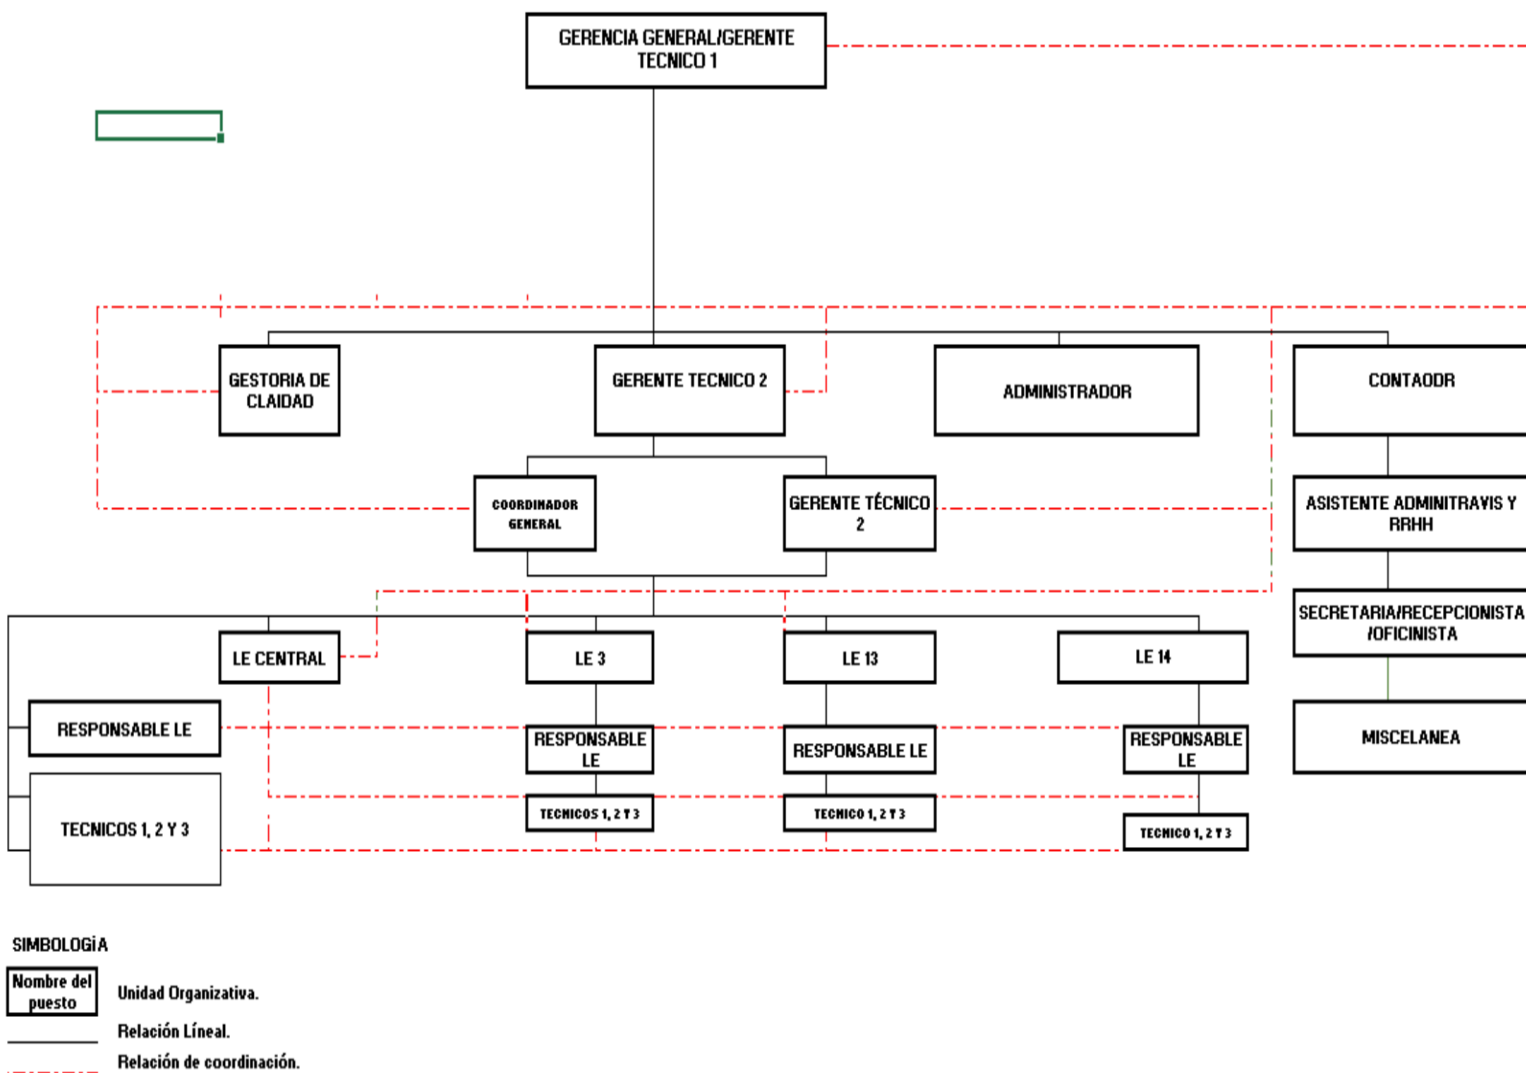 GERENCIA GENERAL/GERENTE
TECNICO 1
GESTORIA DE
CLAIDAD
GERENTE TECNICO 2
ADMINISTRADOR
CONTAODR
COORDINADOR
GENERAL
GERENTE TÉCNICO
2
ASISTENTE ADMINITRAVIS Y
RRHH
SECRETARIA/RECEPCIONISTA
/OFICINISTA
LE CENTRAL
LE 3
LE 13
LE 14
RESPONSABLE LE
RESPONSABLE
LE
RESPONSABLE LE
RESPONSABLE
LE
MISCELANEA
TECNICOS 1, 2 Y 3
TECNICOS 1, 2 Y 3
TECNICO 1, 2 Y 3
TECNICO 1, 2 Y 3
SIMBOLOGÍA
Nombre del
puesto
Unidad Organizativa.
Relación Líneal.
Relación de coordinación.